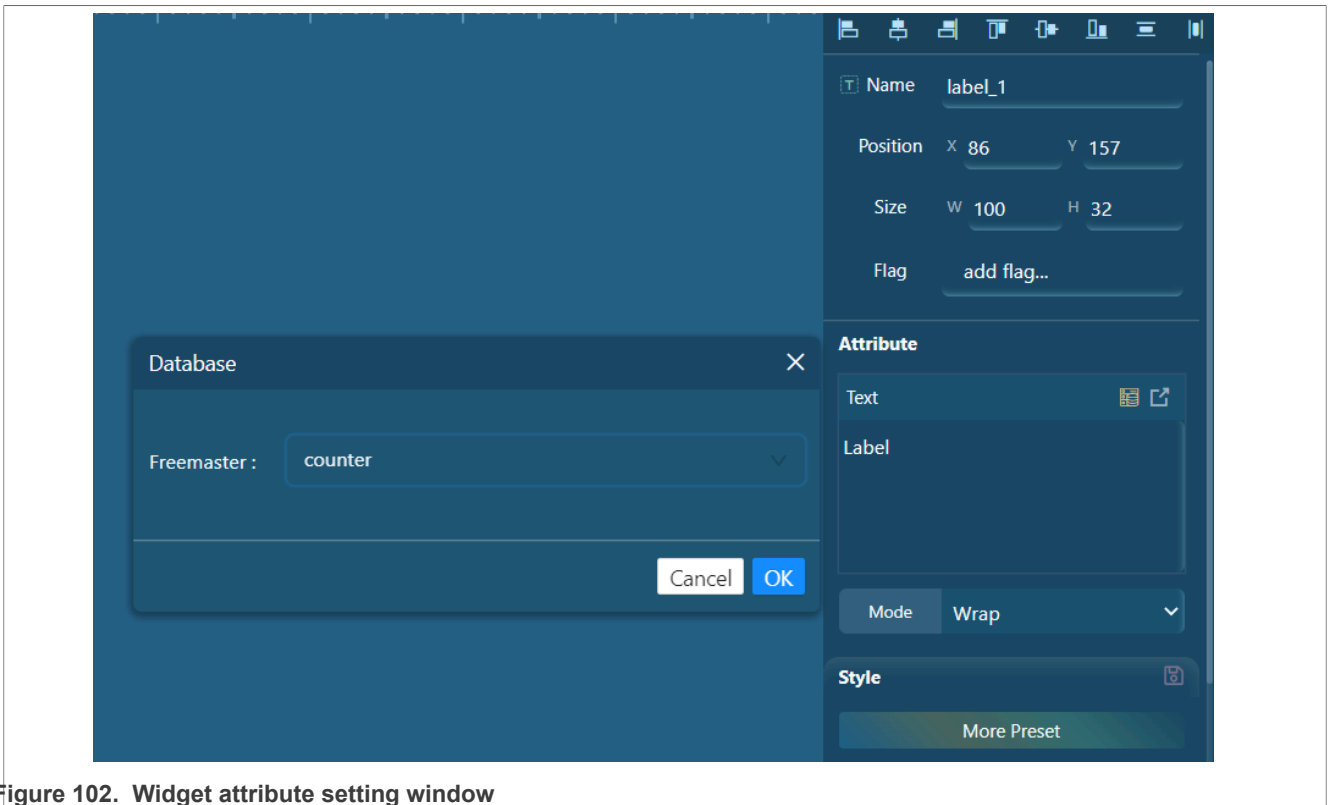 Name label_1
Position X 86 Y 157
Size W 100 H 32
Flag add flag...
Attribute
Text
Label
Mode Wrap
Style
More Preset
Database
Freemaster : counter
Cancel OK
Figure 102. Widget attribute setting window